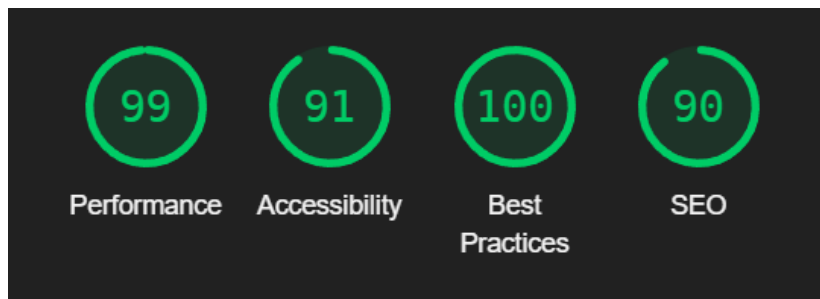 99
91
100
90
Performance
Accessibility
Best
Practices
SEO